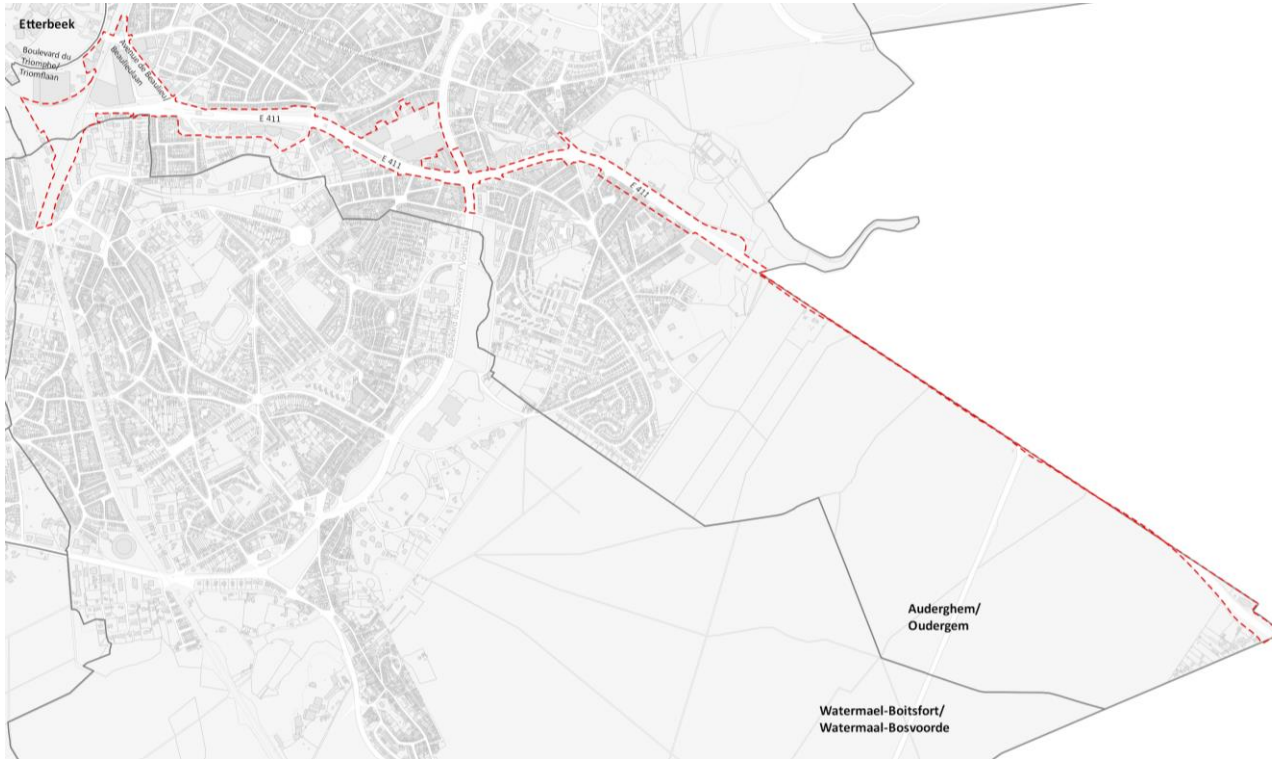 Etterbeek
Boulevard du
Triomphe/
Triomflaan
Avenue de Beaulieu/
Beaulieulaan
E 411
E 411
E 411
Auderghem/
Oudergem
Watermael-Boitsfort/
Watermaal-Bosvoorde